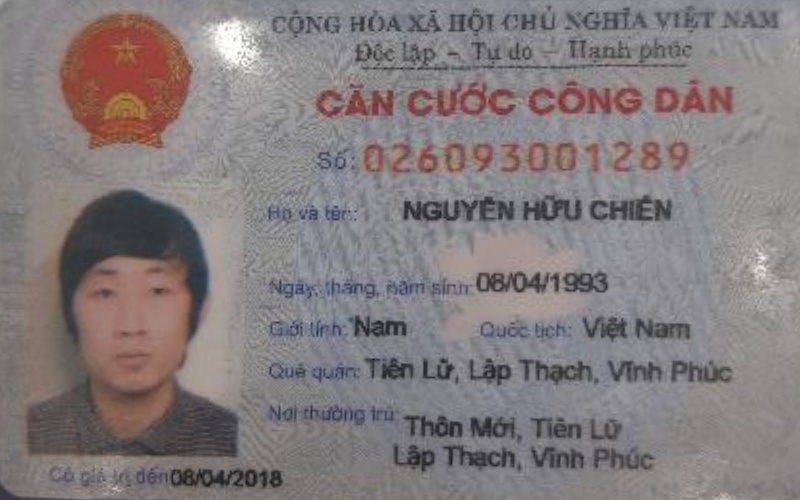 CỘNG HÒA XÃ HỘI CHỦ NGHĨA VIỆT NAM
Độc lập - Tự do - Hạnh phúc
CĂN CƯỚC CÔNG DÂN
Số: 026093001289
Họ và tên: NGUYỄN HỮU CHIẾN
Ngày, tháng, năm sinh: 08/04/1993
Giới tính: Nam Quốc tịch: Việt Nam
Quê quán: Tiên Lữ, Lập Thạch, Vĩnh Phúc
Nơi thường trú: Thôn Mới, Tiên Lữ
Lập Thạch, Vĩnh Phúc
Có giá trị đến 08/04/2018